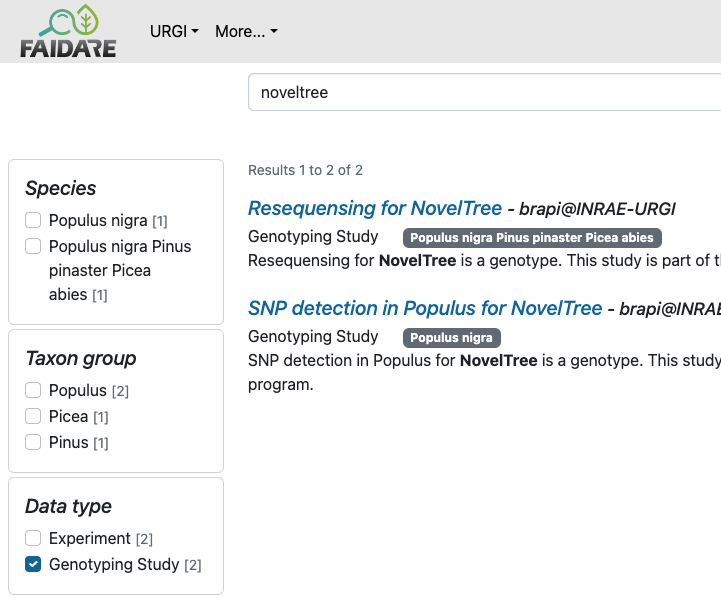 FAIDARE
URGI
More...
noveltree
Results 1 to 2 of 2
Species
Populus nigra [1]
Populus nigra Pinus
pinaster Picea
abies [1]
Taxon group
Populus [2]
Picea [1]
Pinus [1]
Data type
Experiment [2]
Genotyping Study [2]
Resequensing for NovelTree - brapi@INRAE-URGI
Genotyping Study Populus nigra Pinus pinaster Picea abies
Resequensing for NovelTree is a genotype. This study is part of
SNP detection in Populus for NovelTree - brapi@INRAE
Genotyping Study Populus nigra
SNP detection in Populus for NovelTree is a genotype. This study
program.